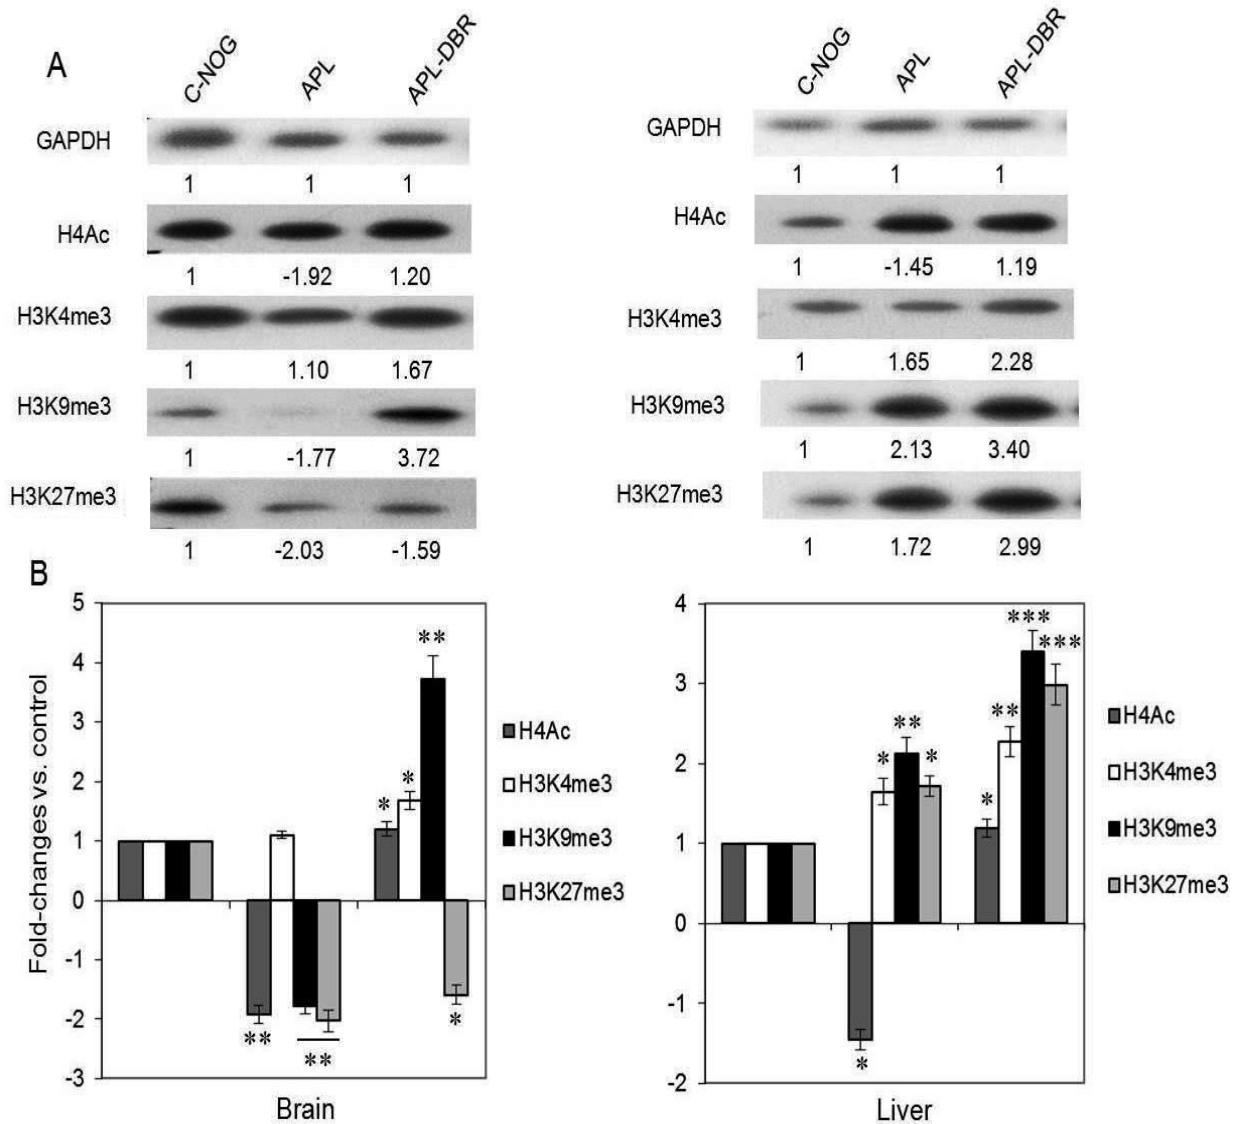 A
C-NOG APL APL-DBR
GAPDH
1 1 1
H4Ac
1 -1.92 1.20
H3K4me3
1 1.10 1.67
H3K9me3
1 -1.77 3.72
H3K27me3
1 -2.03 -1.59
C-NOG APL APL-DBR
GAPDH
1 1 1
H4Ac
1 -1.45 1.19
H3K4me3
1 1.65 2.28
H3K9me3
1 2.13 3.40
H3K27me3
1 1.72 2.99
B
Fold-changes vs. control
5
4
3
2
1
0
-1
-2
-3
**
*
*
**
**
*
H4Ac
H3K4me3
H3K9me3
H3K27me3
Brain
4
3
2
1
0
-1
-2
***
***
**
**
*
*
*
*
H4Ac
H3K4me3
H3K9me3
H3K27me3
Liver